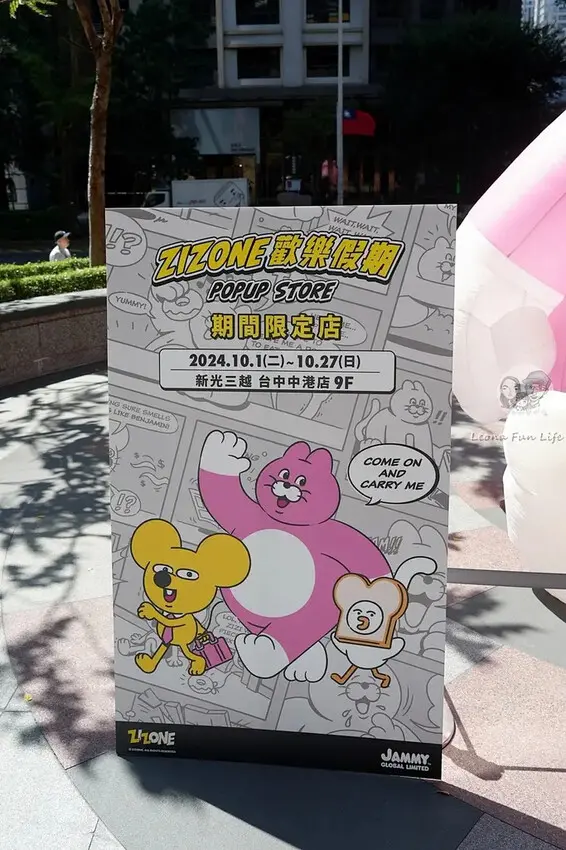 ZIZONE 歡樂假期
POPUP STORE
期間限定店
2024.10.1(二)~10.27(日)
新光三越 台中中港店 9F
WAIT, WAIT.
!?
YUMMY!
LIKE BENJAMIN!
!!
COME ON
AND
CARRY ME
!?
ZIZONE
JAMMY
GLOBAL LIMITED
Leona Fun Life